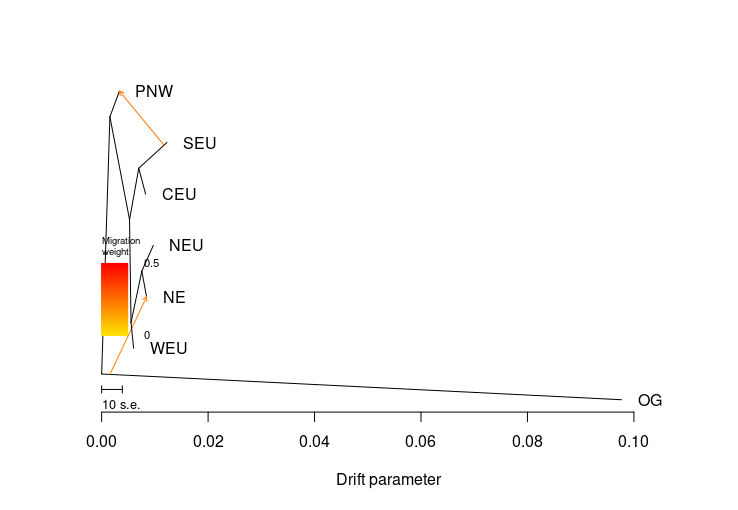 PNW
SEU
CEU
NEU
Migration
weight
0.5
NE
0
WEU
OG
10 s.e.
0.00 0.02 0.04 0.06 0.08 0.10
Drift parameter